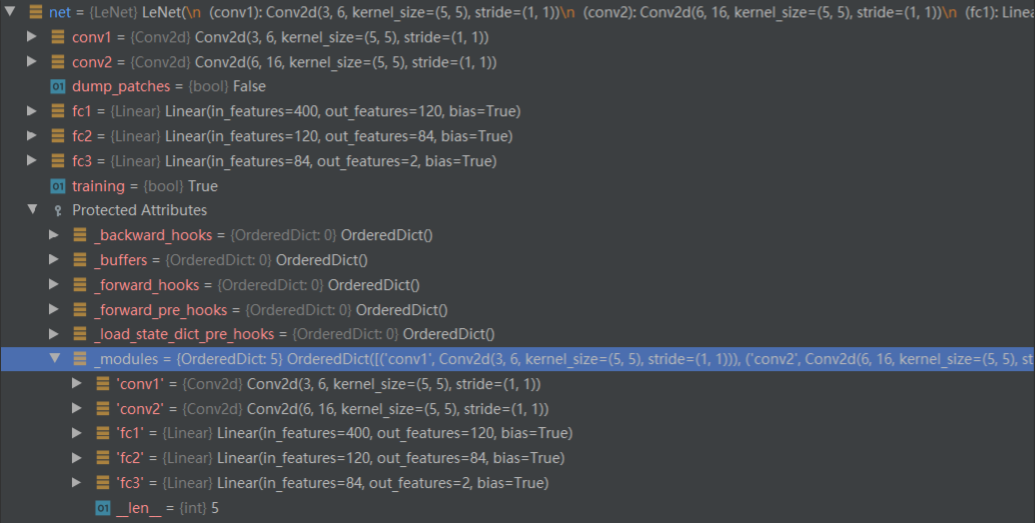 net = {LeNet} LeNet(\n (conv1): Conv2d(3, 6, kernel_size=(5, 5), stride=(1, 1))\n (conv2): Conv2d(6, 16, kernel_size=(5, 5), stride=(1, 1))\n (fc1): Linea
conv1 = {Conv2d} Conv2d(3, 6, kernel_size=(5, 5), stride=(1, 1))
conv2 = {Conv2d} Conv2d(6, 16, kernel_size=(5, 5), stride=(1, 1))
01 dump_patches = {bool} False
fc1 = {Linear} Linear(in_features=400, out_features=120, bias=True)
fc2 = {Linear} Linear(in_features=120, out_features=84, bias=True)
fc3 = {Linear} Linear(in_features=84, out_features=2, bias=True)
01 training = {bool} True
Protected Attributes
_backward_hooks = {OrderedDict: 0} OrderedDict()
_buffers = {OrderedDict: 0} OrderedDict()
_forward_hooks = {OrderedDict: 0} OrderedDict()
_forward_pre_hooks = {OrderedDict: 0} OrderedDict()
_load_state_dict_pre_hooks = {OrderedDict: 0} OrderedDict()
_modules = {OrderedDict: 5} OrderedDict([('conv1', Conv2d(3, 6, kernel_size=(5, 5), stride=(1, 1))), ('conv2', Conv2d(6, 16, kernel_size=(5, 5), st
'conv1' = {Conv2d} Conv2d(3, 6, kernel_size=(5, 5), stride=(1, 1))
'conv2' = {Conv2d} Conv2d(6, 16, kernel_size=(5, 5), stride=(1, 1))
'fc1' = {Linear} Linear(in_features=400, out_features=120, bias=True)
'fc2' = {Linear} Linear(in_features=120, out_features=84, bias=True)
'fc3' = {Linear} Linear(in_features=84, out_features=2, bias=True)
01 __len__ = {int} 5